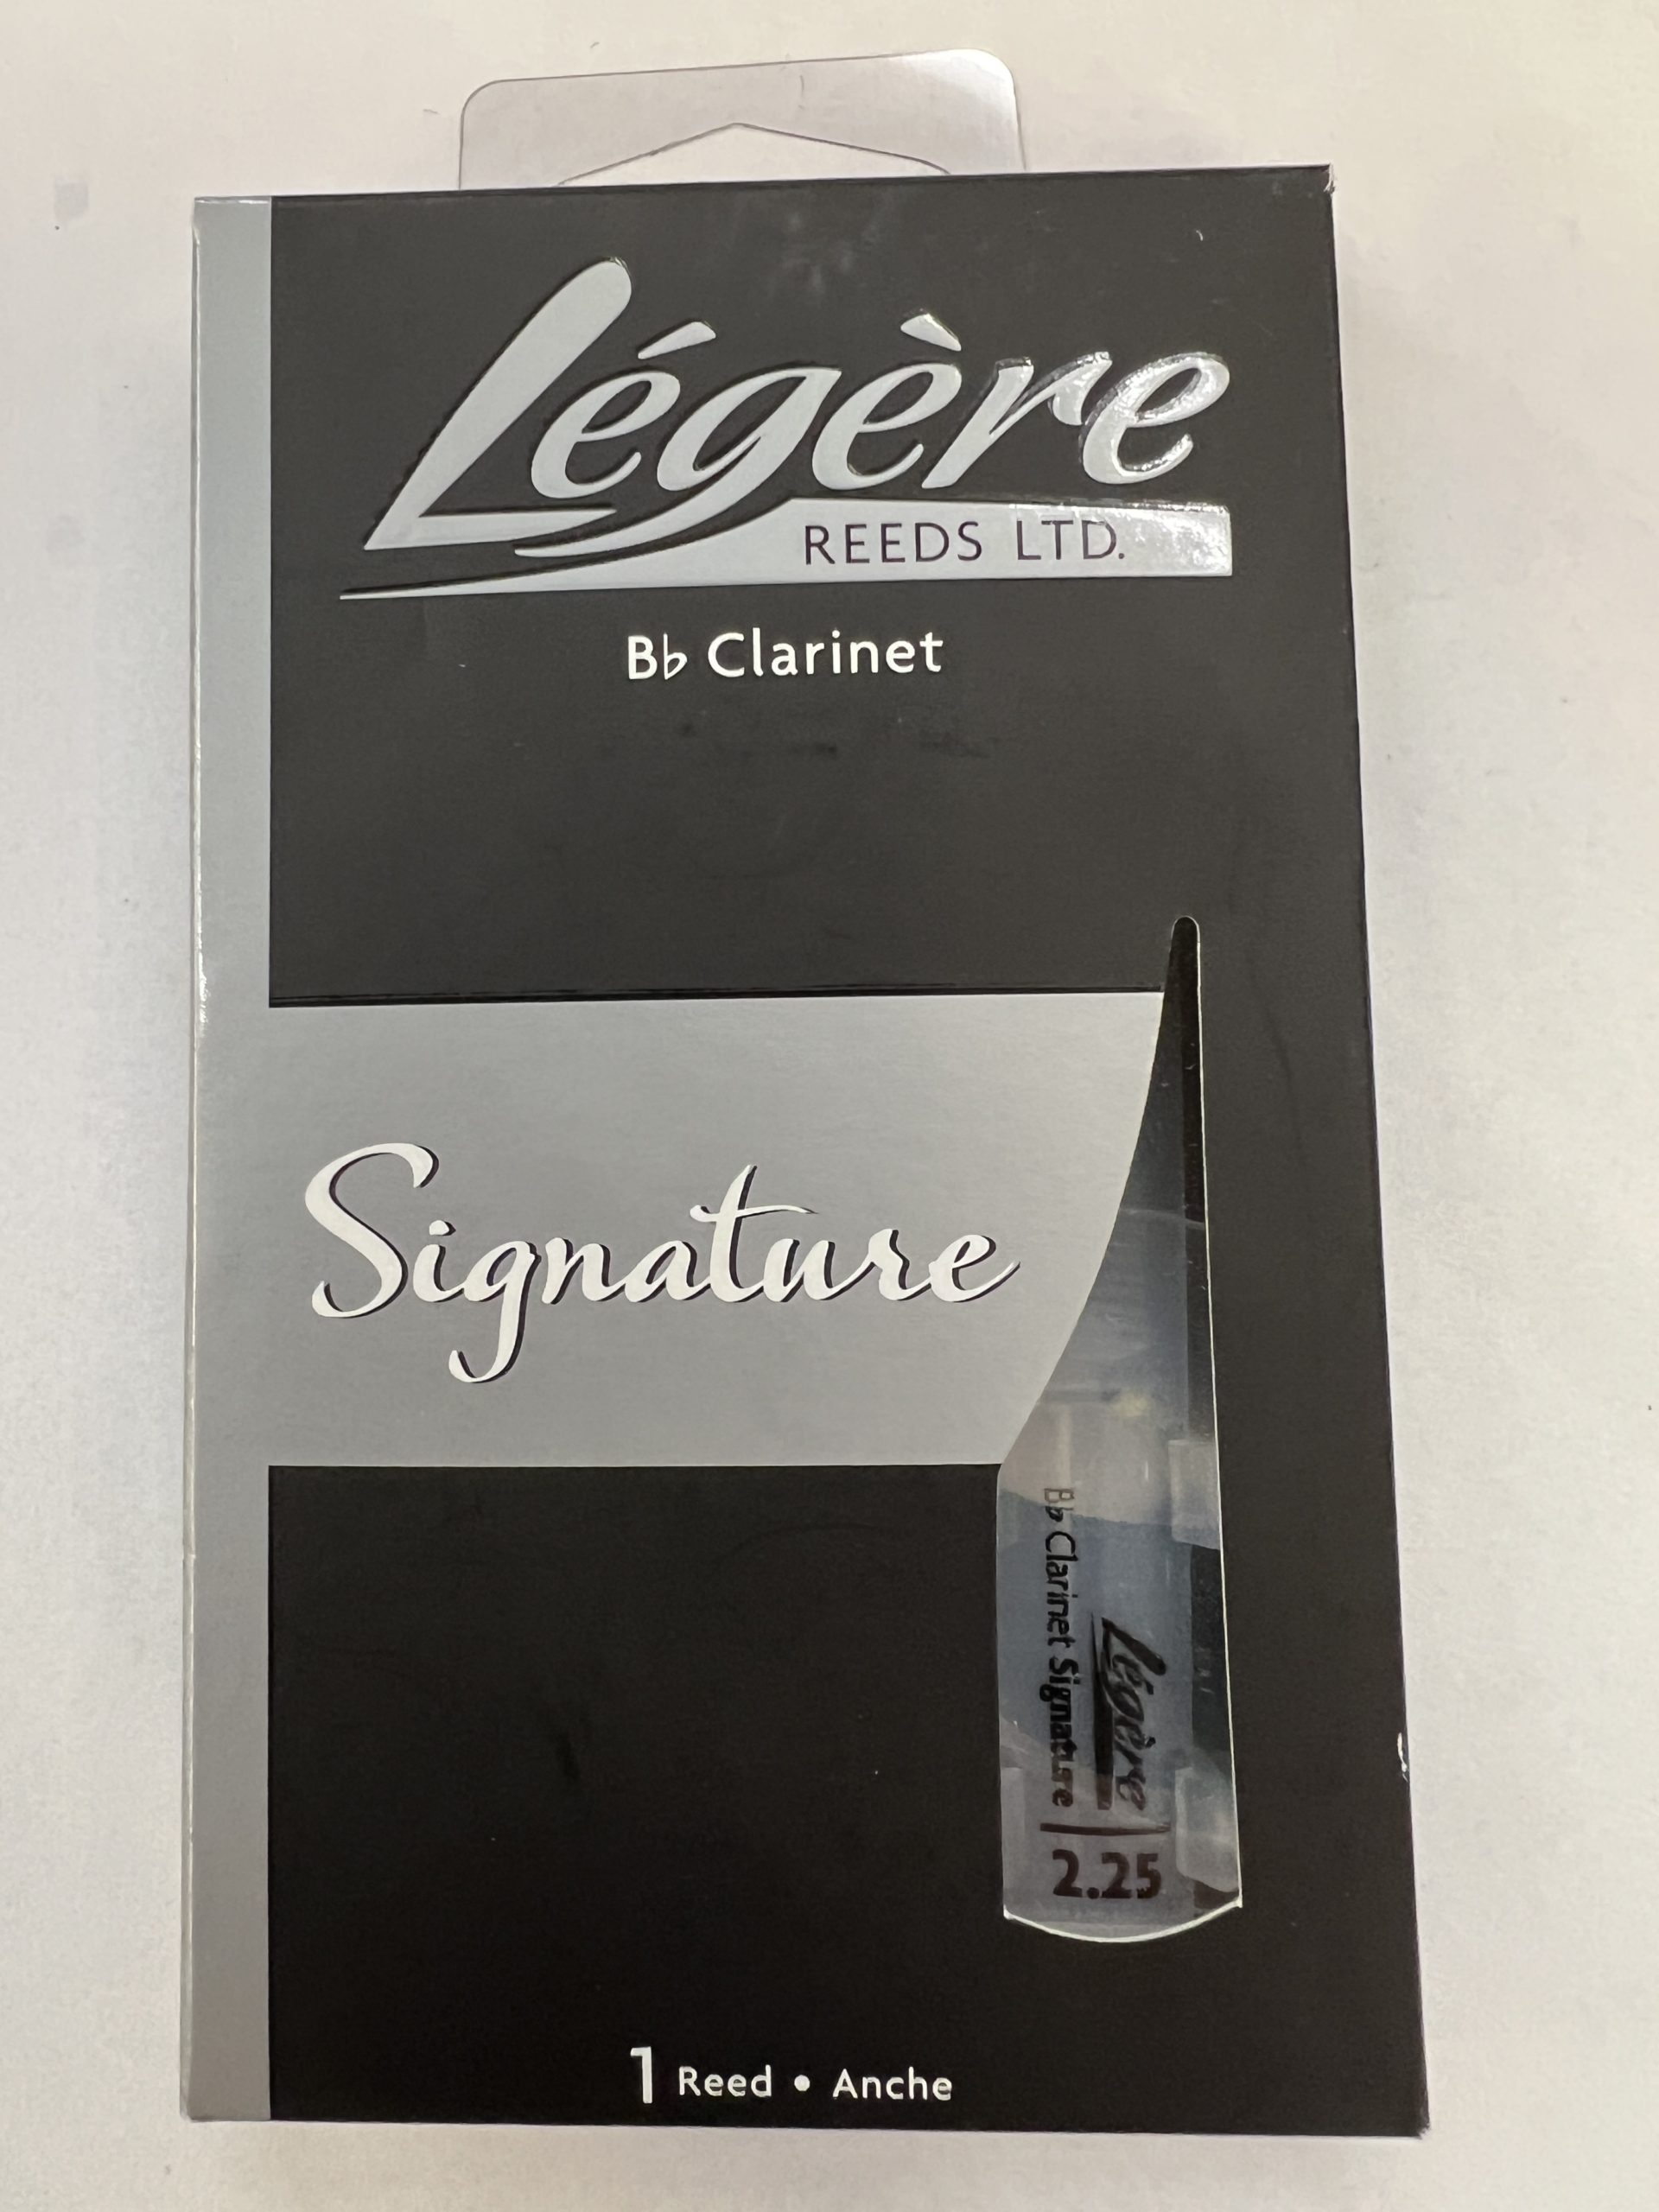 Légère
REEDS LTD.
B♭ Clarinet
Signature
Légère
B♭ Clarinet Signature
2.25
1 Reed • Anche